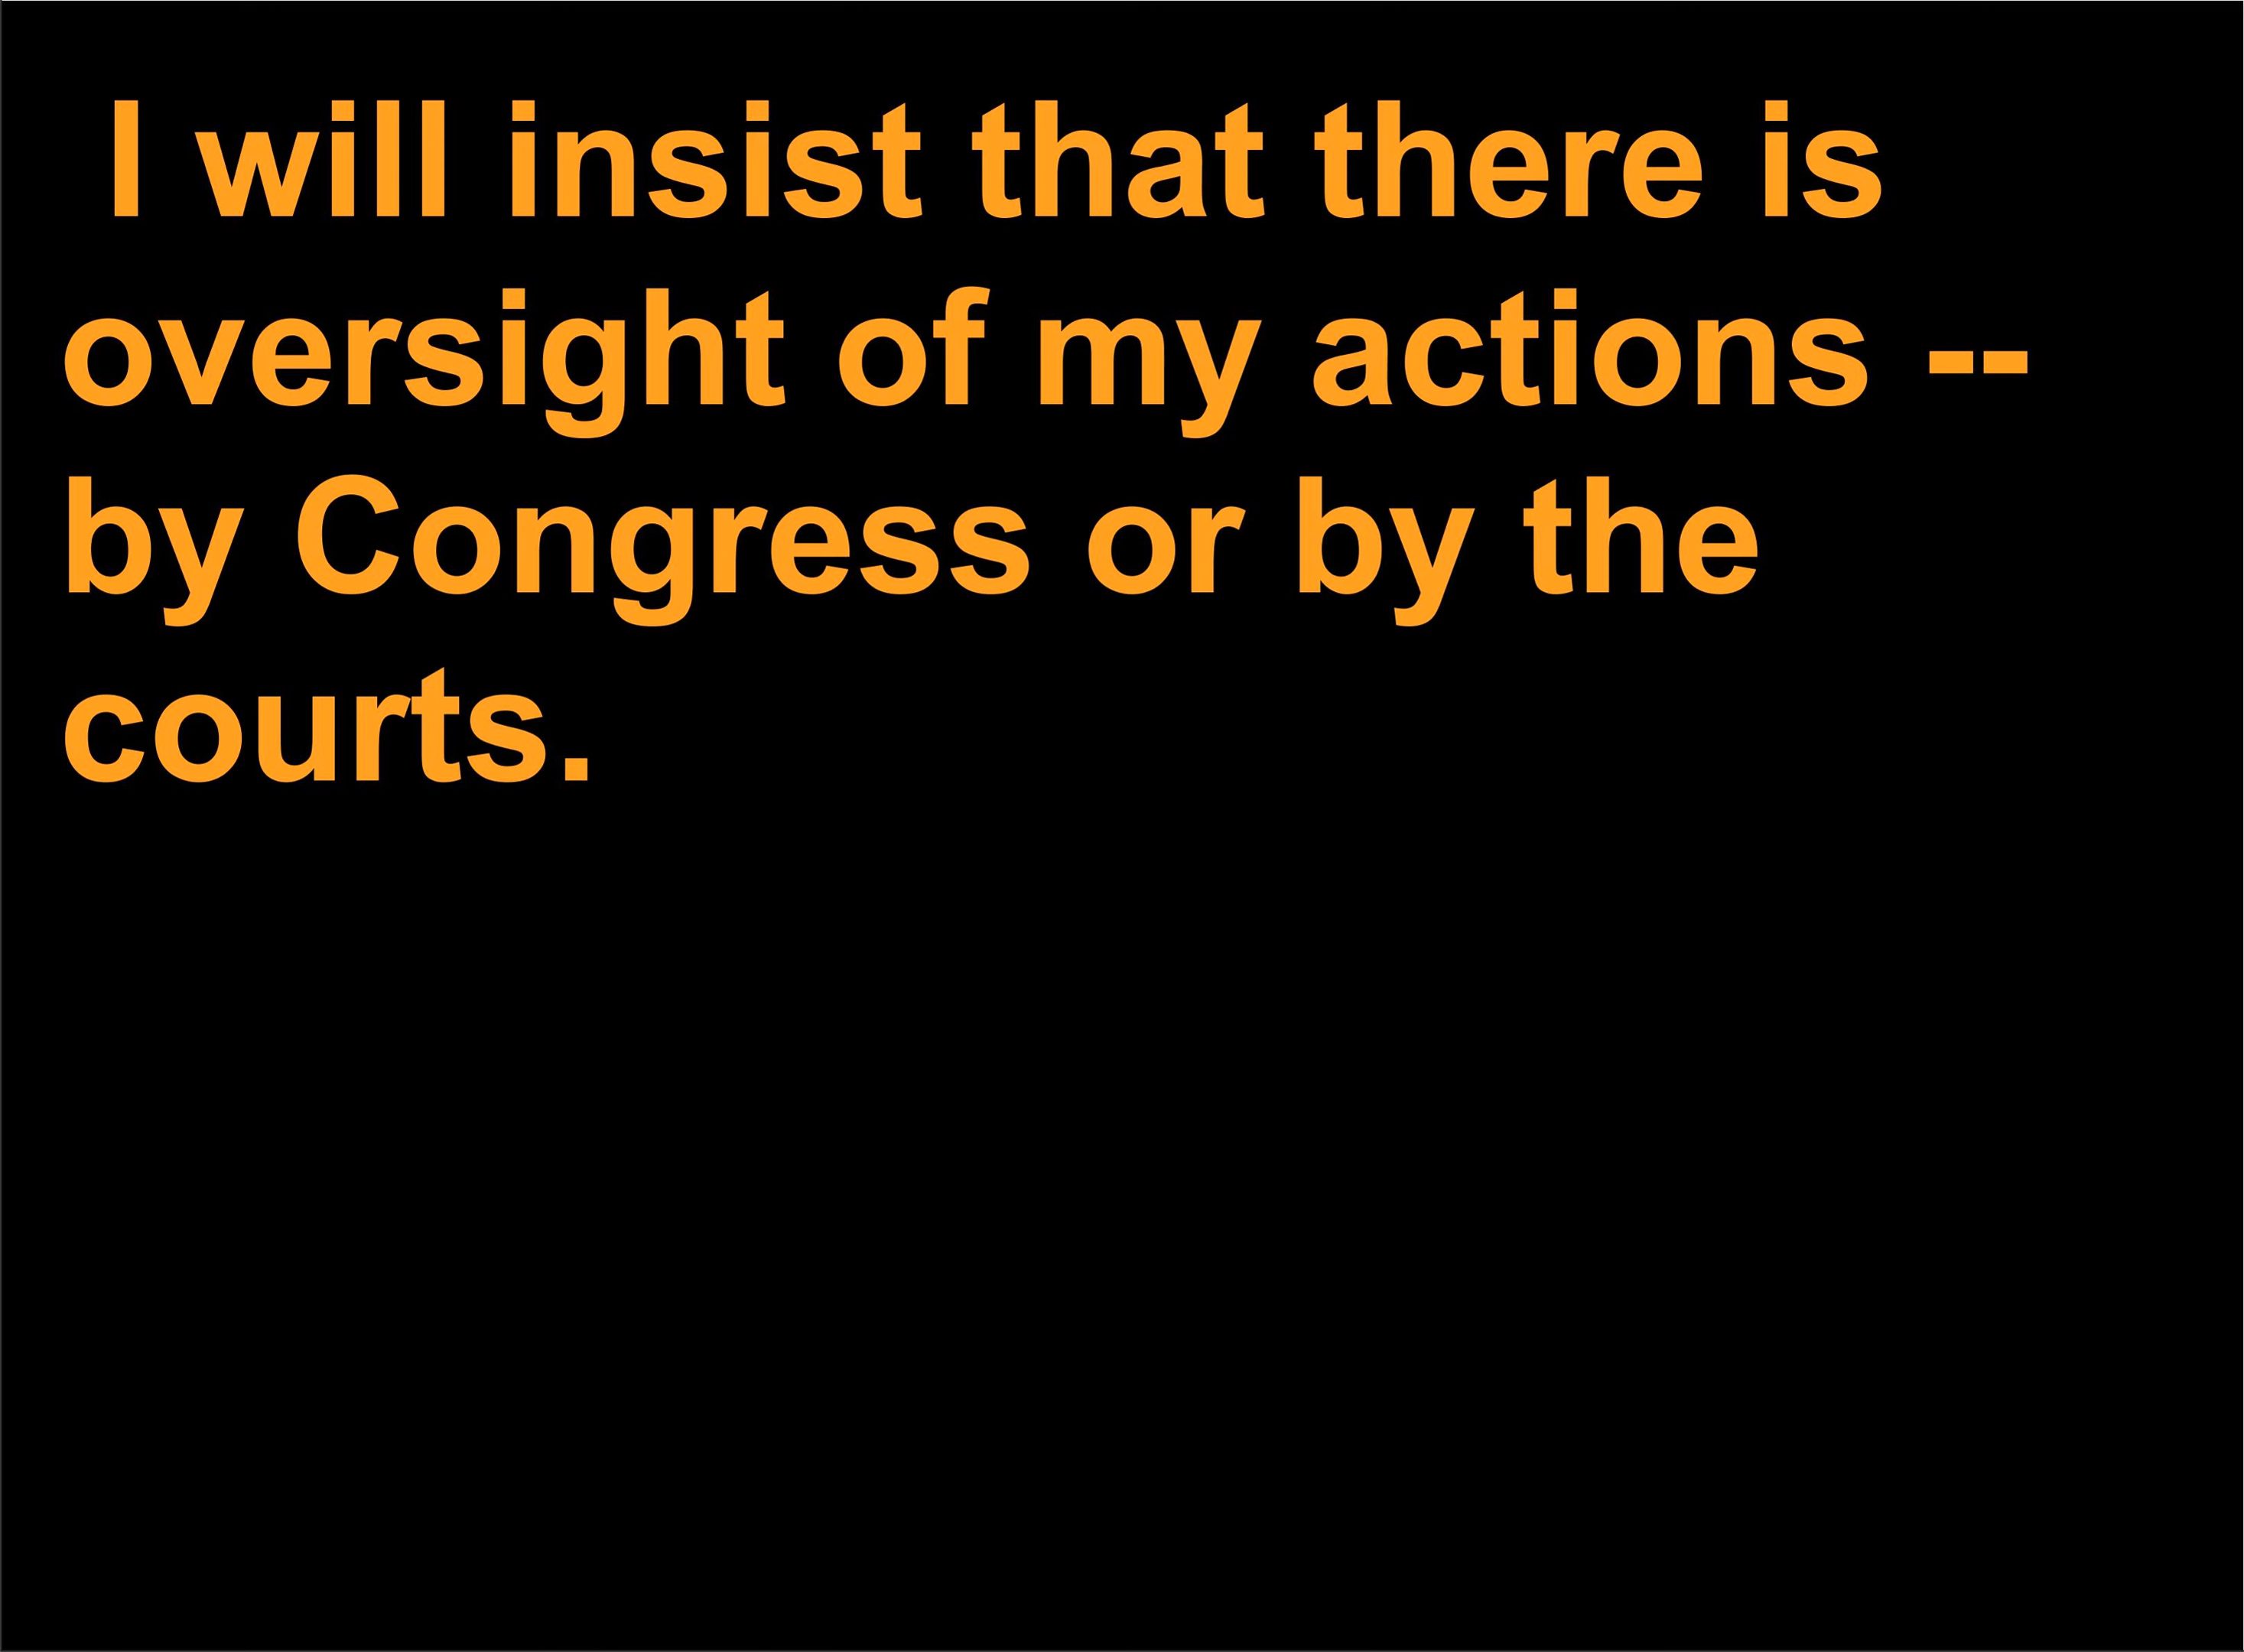 I will insist that there is
oversight of my actions --
by Congress or by the
courts.